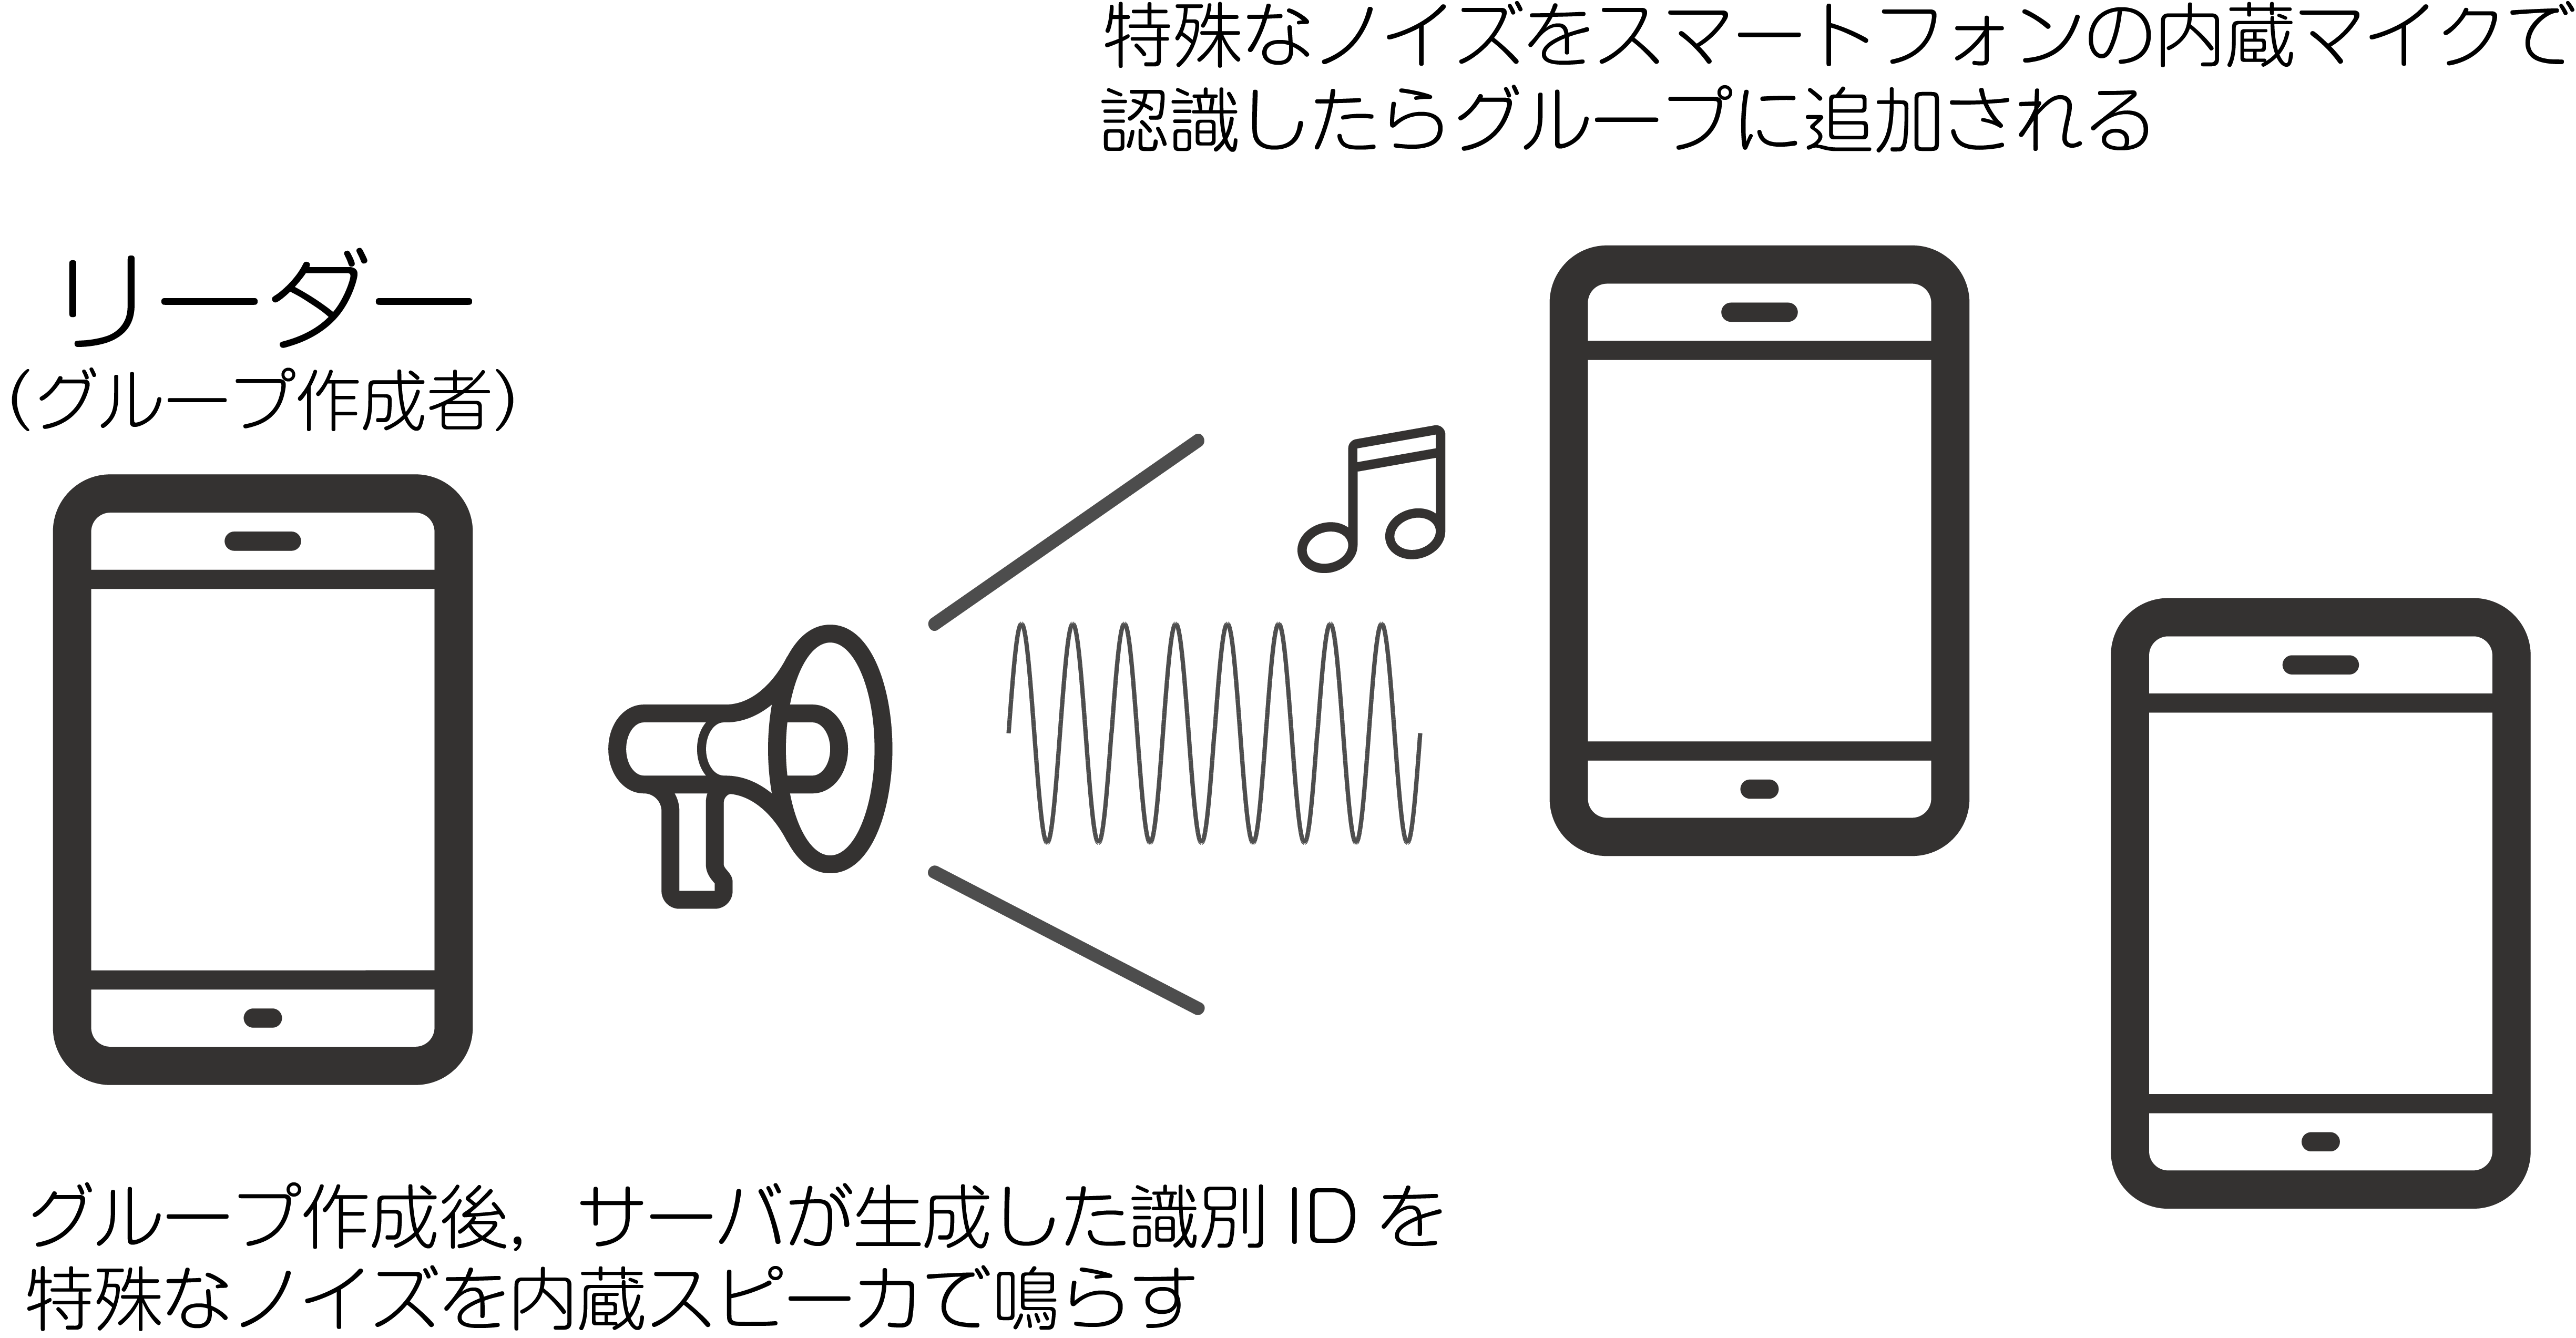 特殊なノイズをスマートフォンの内蔵マイクで
認識したらグループに追加される
リーダー
（グループ作成者）
グループ作成後，サーバが生成した識別IDを
特殊なノイズを内蔵スピーカで鳴らす